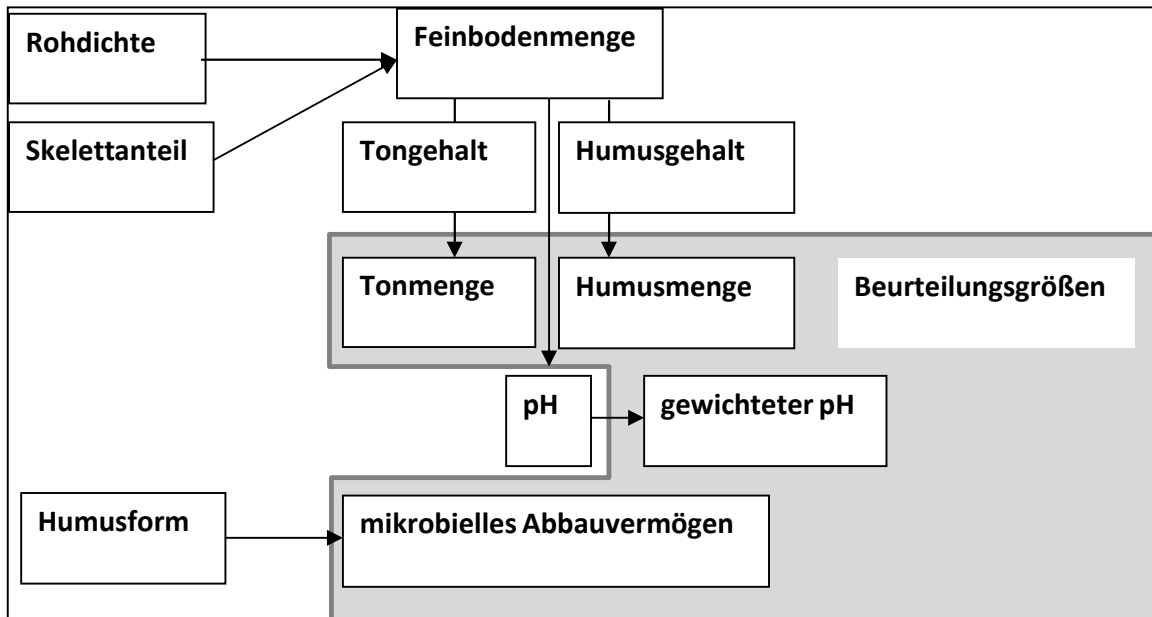 Rohdichte
Feinbodenmenge
Skelettanteil
Tongehalt
Humusgehalt
Tonmenge
Humusmenge
Beurteilungsgrößen
pH
gewichteter pH
Humusform
mikrobielles Abbauvermögen